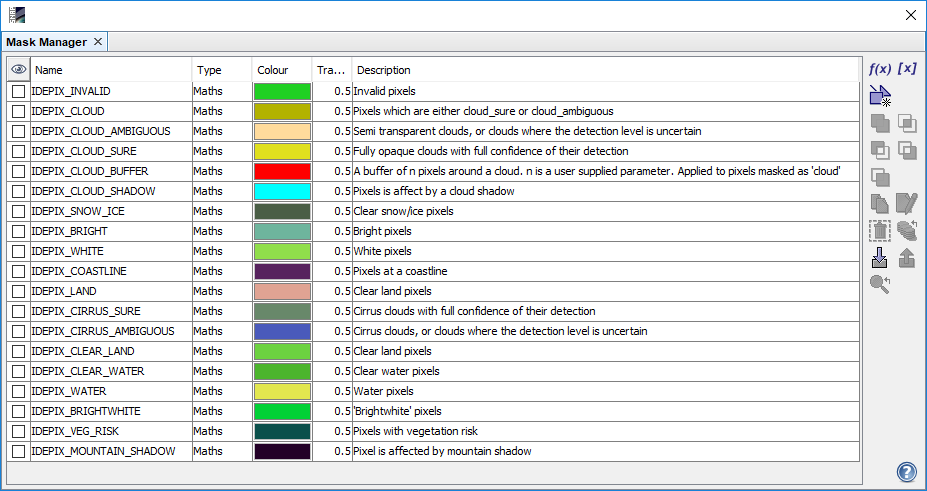 Mask Manager
Name Type Colour Tra... Description
f(x) [x]
IDEPIX_INVALID Maths 0.5 Invalid pixels
IDEPIX_CLOUD Maths 0.5 Pixels which are either cloud_sure or cloud_ambiguous
IDEPIX_CLOUD_AMBIGUOUS Maths 0.5 Semi transparent clouds, or clouds where the detection level is uncertain
IDEPIX_CLOUD_SURE Maths 0.5 Fully opaque clouds with full confidence of their detection
IDEPIX_CLOUD_BUFFER Maths 0.5 A buffer of n pixels around a cloud. n is a user supplied parameter. Applied to pixels masked as 'cloud'
IDEPIX_CLOUD_SHADOW Maths 0.5 Pixels is affect by a cloud shadow
IDEPIX_SNOW_ICE Maths 0.5 Clear snow/ice pixels
IDEPIX_BRIGHT Maths 0.5 Bright pixels
IDEPIX_WHITE Maths 0.5 White pixels
IDEPIX_COASTLINE Maths 0.5 Pixels at a coastline
IDEPIX_LAND Maths 0.5 Clear land pixels
IDEPIX_CIRRUS_SURE Maths 0.5 Cirrus clouds with full confidence of their detection
IDEPIX_CIRRUS_AMBIGUOUS Maths 0.5 Cirrus clouds, or clouds where the detection level is uncertain
IDEPIX_CLEAR_LAND Maths 0.5 Clear land pixels
IDEPIX_CLEAR_WATER Maths 0.5 Clear water pixels
IDEPIX_WATER Maths 0.5 Water pixels
IDEPIX_BRIGHTWHITE Maths 0.5 'Brightwhite' pixels
IDEPIX_VEG_RISK Maths 0.5 Pixels with vegetation risk
IDEPIX_MOUNTAIN_SHADOW Maths 0.5 Pixel is affected by mountain shadow
?